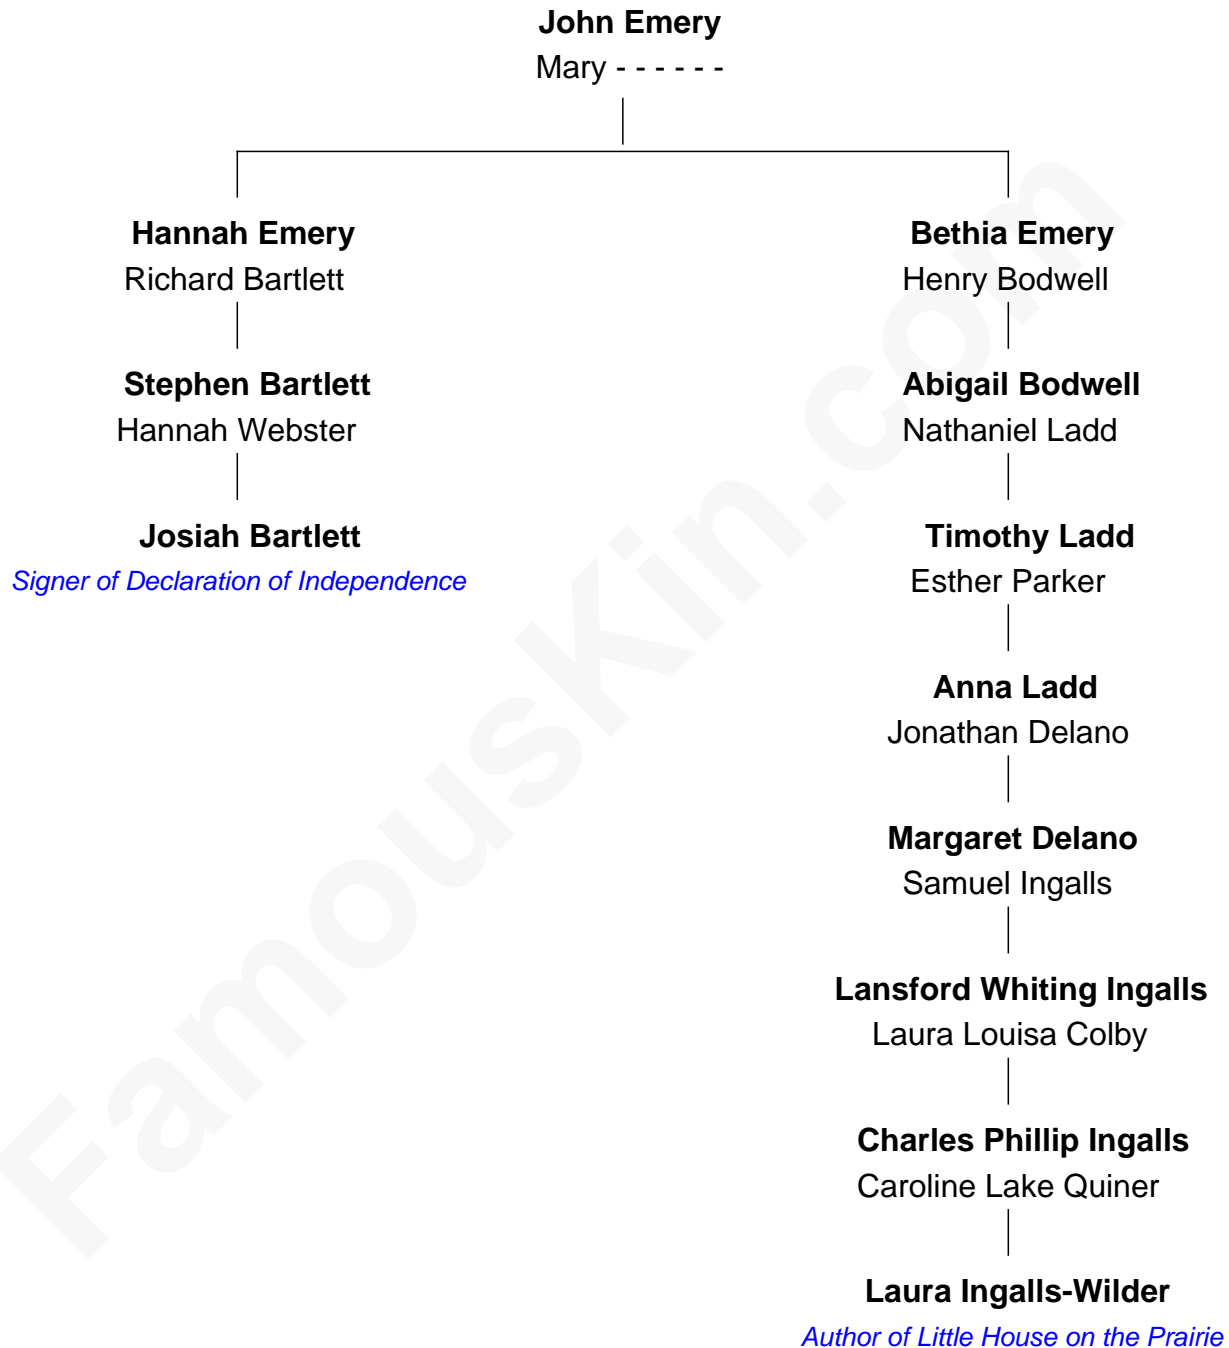 John Emery
Mary - - - - - -
Hannah Emery
Richard Bartlett
Stephen Bartlett
Hannah Webster
Josiah Bartlett
Signer of Declaration of Independence
Bethia Emery
Henry Bodwell
Abigail Bodwell
Nathaniel Ladd
Timothy Ladd
Esther Parker
Anna Ladd
Jonathan Delano
Margaret Delano
Samuel Ingalls
Lansford Whiting Ingalls
Laura Louisa Colby
Charles Phillip Ingalls
Caroline Lake Quiner
Laura Ingalls-Wilder
Author of Little House on the Prairie
FamousKin.com